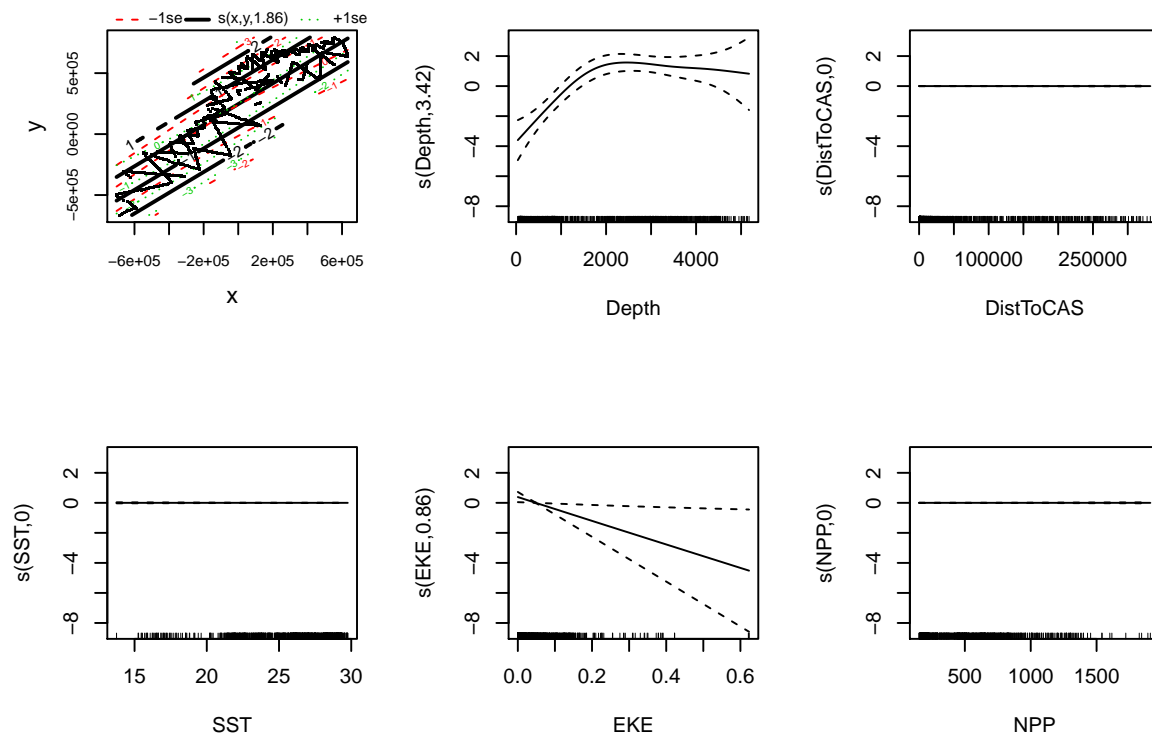 −1se s(x,y,1.86) +1se
y
−5e+05 0e+00 5e+05
−6e+05 −2e+05 2e+05 6e+05
x
s(Depth,3.42)
−8 −4 0 2
0 2000 4000
Depth
s(DistToCAS,0)
−8 −4 0 2
0 100000 250000
DistToCAS
s(SST,0)
−8 −4 0 2
15 20 25 30
SST
s(EKE,0.86)
−8 −4 0 2
0.0 0.2 0.4 0.6
EKE
s(NPP,0)
−8 −4 0 2
500 1000 1500
NPP